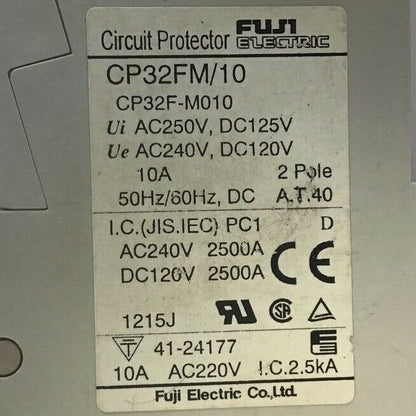 Circuit Protector FUJI ELECTRIC
CP32FM/10
CP32F-M010
Ui AC250V, DC125V
Ue AC240V, DC120V
10A 2 Pole
50Hz/60Hz, DC A.T.40
I.C.(JIS.IEC) PC1 D
AC240V 2500A
DC120V 2500A
CE
1215J
T 41-24177
10A AC220V I.C.2.5kA
Fuji Electric Co.,Ltd.